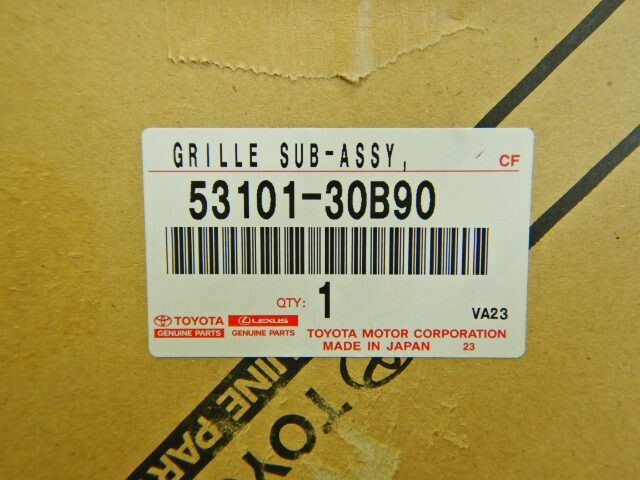 GRILLE SUB-ASSY,
CF
53101-30B90
QTY: 1
VA23
TOYOTA
GENUINE PARTS
LEXUS
GENUINE PARTS
TOYOTA MOTOR CORPORATION
MADE IN JAPAN 23